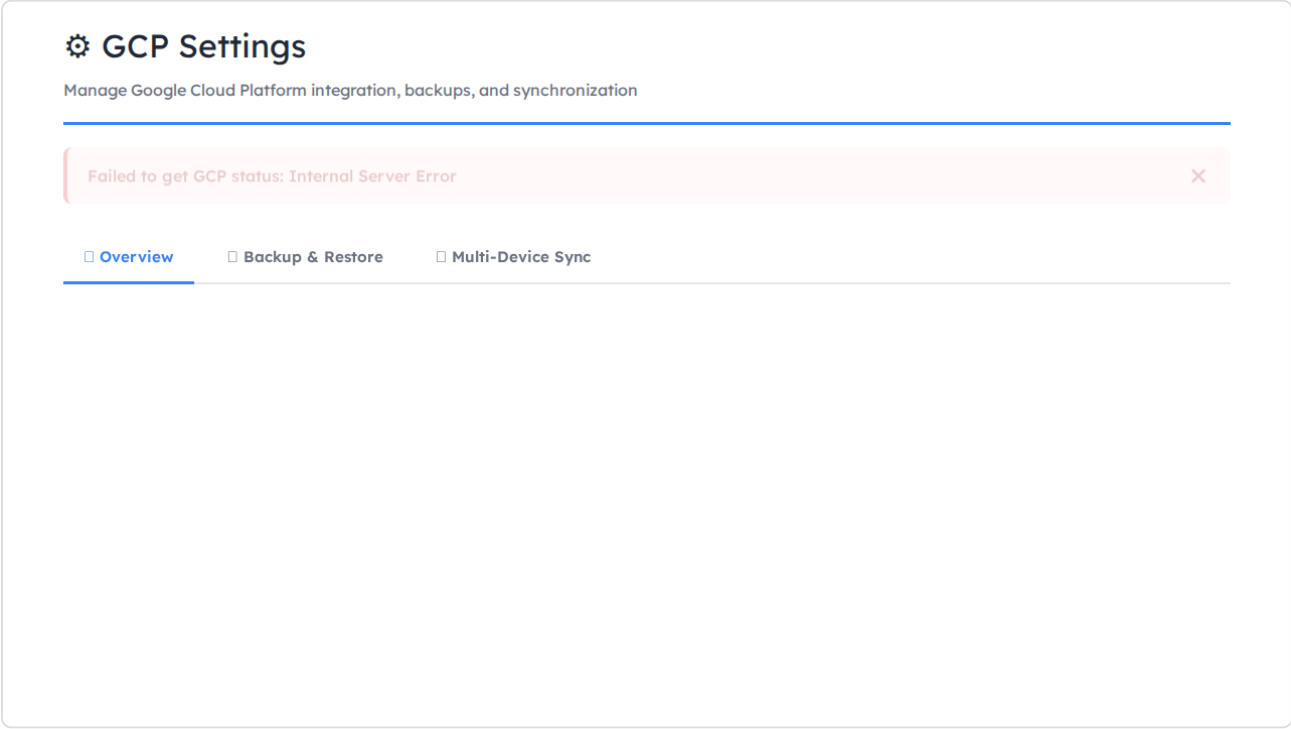 ⚙ GCP Settings
Manage Google Cloud Platform integration, backups, and synchronization
Failed to get GCP status: Internal Server Error ×
Overview Backup & Restore Multi-Device Sync